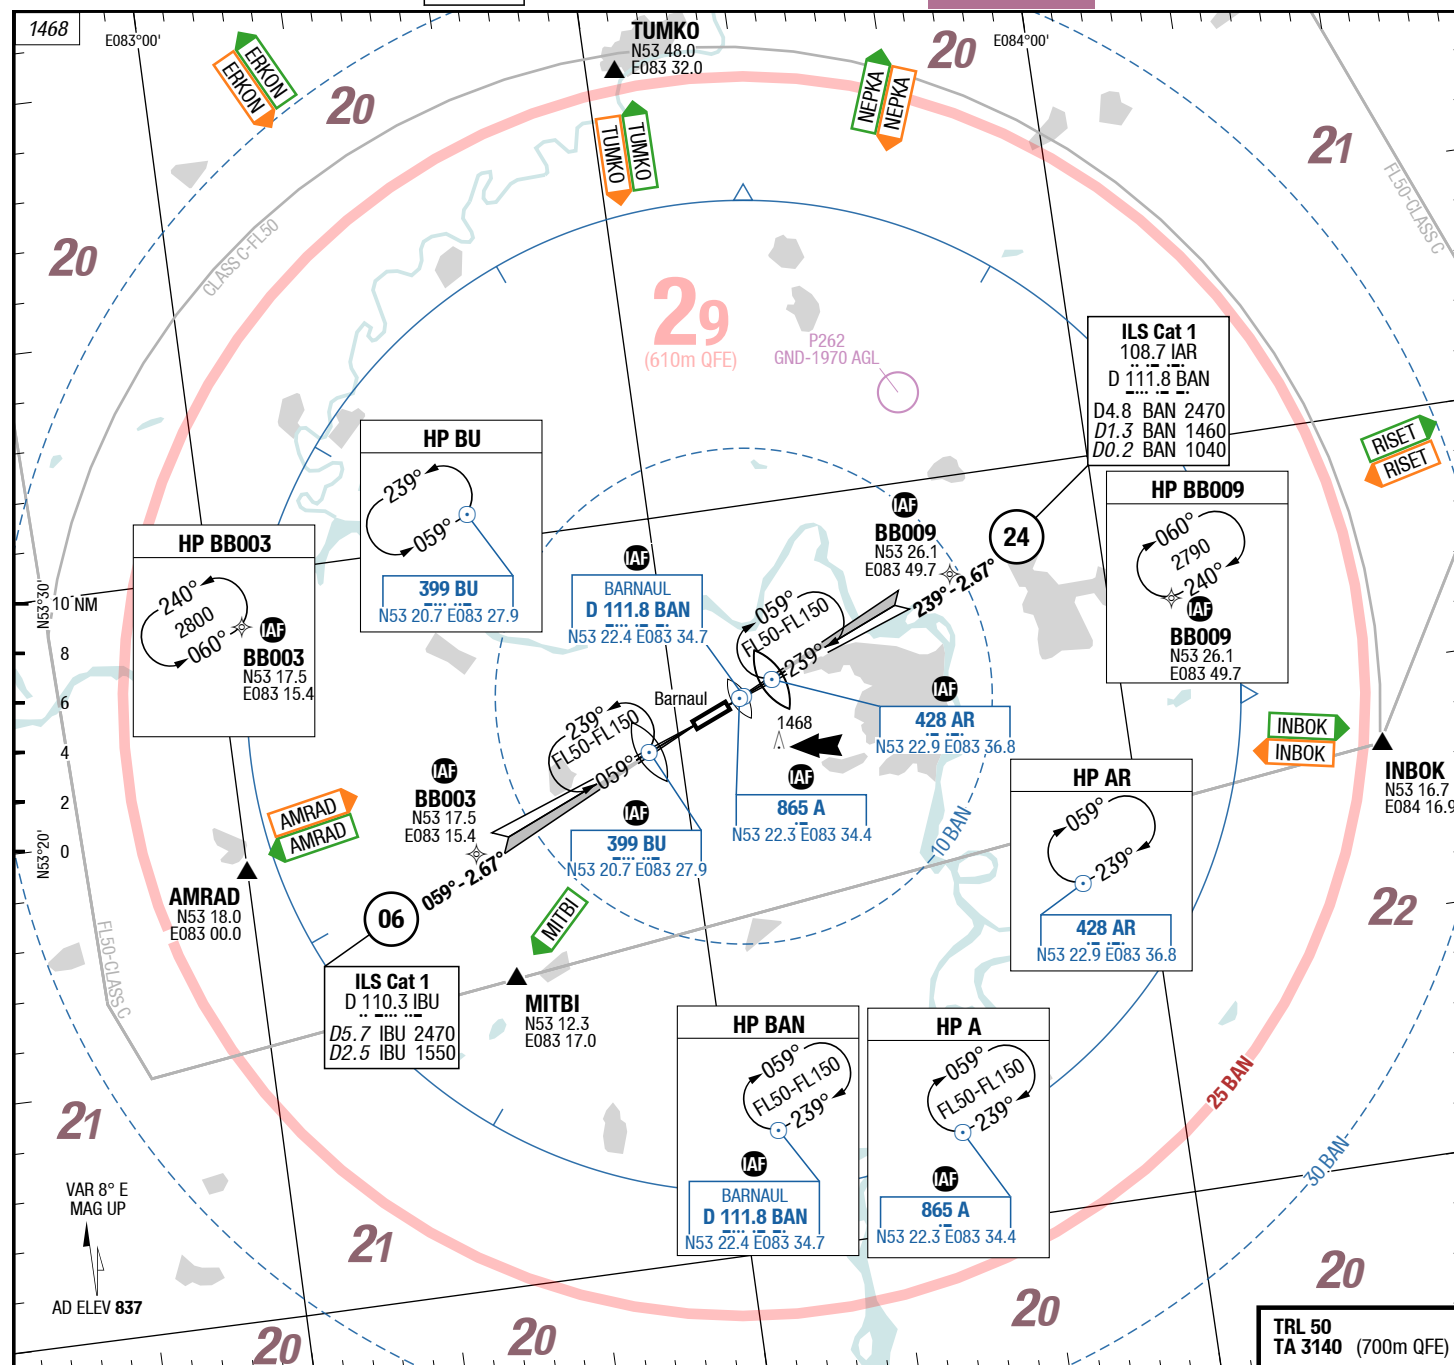 1468
E083°00'
TUMKO
N53 48.0
E083 32.0
E084°00'
20
ERKON
ERKON
20
TUMKO
TUMKO
NEPKA
NEPKA
21
FL50-CLASS C
20
CLASS C-FL50
29
(610m QFE)
P262
GND-1970 AGL
ILS Cat 1
108.7 IAR
D 111.8 BAN
D4.8 BAN 2470
D1.3 BAN 1460
D0.2 BAN 1040
RISET
RISET
HP BU
239°
059°
399 BU
N53 20.7 E083 27.9
HP BB003
240°
2800
060°
IAF
BB003
N53 17.5
E083 15.4
N53°30'
10 NM
8
6
4
2
0
N53°20'
IAF
BARNAUL
D 111.8 BAN
N53 22.4 E083 34.7
IAF
BB009
N53 26.1
E083 49.7
24
239°- 2.67°
HP BB009
060°
2790
240°
IAF
BB009
N53 26.1
E083 49.7
059°
FL50-FL150
239°
Barnaul
239°
FL50-FL150
059°
1468
IAF
428 AR
N53 22.9 E083 36.8
IAF
865 A
N53 22.3 E083 34.4
IAF
BB003
N53 17.5
E083 15.4
IAF
399 BU
N53 20.7 E083 27.9
059°- 2.67°
06
10 BAN
INBOK
INBOK
INBOK
N53 16.7
E084 16.9
HP AR
059°
239°
428 AR
N53 22.9 E083 36.8
22
AMRAD
AMRAD
AMRAD
N53 18.0
E083 00.0
FL50-CLASS C
MITBI
MITBI
N53 12.3
E083 17.0
ILS Cat 1
D 110.3 IBU
D5.7 IBU 2470
D2.5 IBU 1550
HP BAN
059°
FL50-FL150
239°
IAF
BARNAUL
D 111.8 BAN
N53 22.4 E083 34.7
HP A
059°
FL50-FL150
239°
IAF
865 A
N53 22.3 E083 34.4
25 BAN
30 BAN
21
VAR 8° E
MAG UP
AD ELEV 837
21
20
20
20
20
TRL 50
TA 3140 (700m QFE)